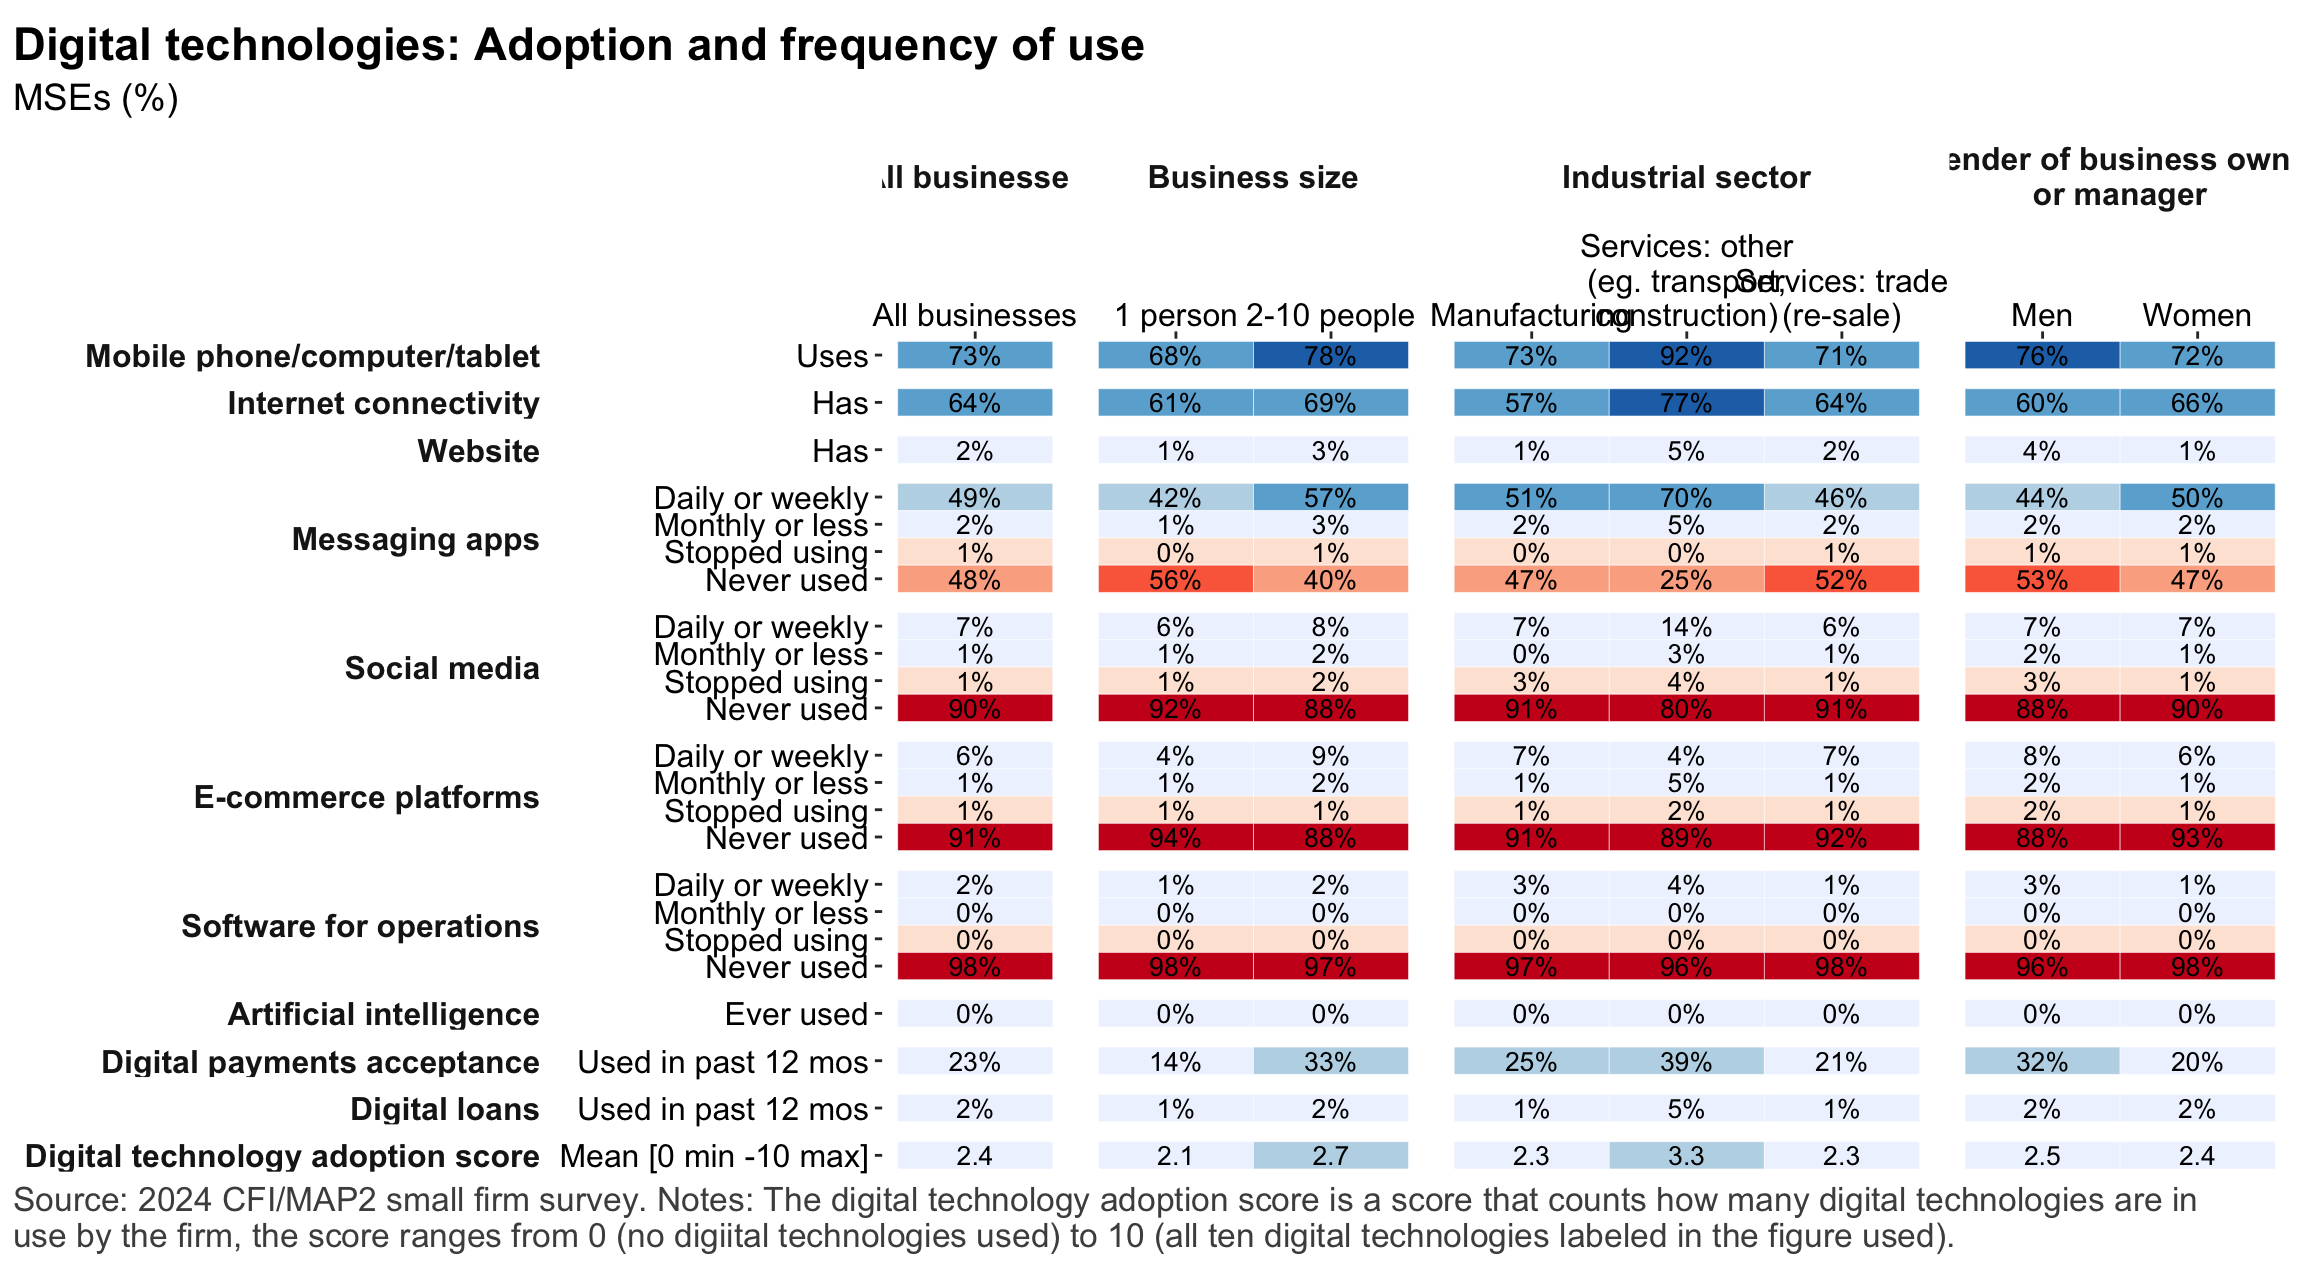 Digital technologies: Adoption and frequency of use
MSEs (%)
ll businesse Business size Industrial sector ender of business own
or manager
Services: other
(eg. transport, Services: trade
All businesses 1 person 2-10 people Manufacturing construction) (re-sale) Men Women
Mobile phone/computer/tablet Uses 73% 68% 78% 73% 92% 71% 76% 72%
Internet connectivity Has 64% 61% 69% 57% 77% 64% 60% 66%
Website Has 2% 1% 3% 1% 5% 2% 4% 1%
Messaging apps
Daily or weekly 49% 42% 57% 51% 70% 46% 44% 50%
Monthly or less 2% 1% 3% 2% 5% 2% 2% 2%
Stopped using 1% 0% 1% 0% 0% 1% 1% 1%
Never used 48% 56% 40% 47% 25% 52% 53% 47%
Social media
Daily or weekly 7% 6% 8% 7% 14% 6% 7% 7%
Monthly or less 1% 1% 2% 0% 3% 1% 2% 1%
Stopped using 1% 1% 2% 3% 4% 1% 3% 1%
Never used 90% 92% 88% 91% 80% 91% 88% 90%
E-commerce platforms
Daily or weekly 6% 4% 9% 7% 4% 7% 8% 6%
Monthly or less 1% 1% 2% 1% 5% 1% 2% 1%
Stopped using 1% 1% 1% 1% 2% 1% 2% 1%
Never used 91% 94% 88% 91% 89% 92% 88% 93%
Software for operations
Daily or weekly 2% 1% 2% 3% 4% 1% 3% 1%
Monthly or less 0% 0% 0% 0% 0% 0% 0% 0%
Stopped using 0% 0% 0% 0% 0% 0% 0% 0%
Never used 98% 98% 97% 97% 96% 98% 96% 98%
Artificial intelligence Ever used 0% 0% 0% 0% 0% 0% 0% 0%
Digital payments acceptance Used in past 12 mos 23% 14% 33% 25% 39% 21% 32% 20%
Digital loans Used in past 12 mos 2% 1% 2% 1% 5% 1% 2% 2%
Digital technology adoption score Mean [0 min -10 max] 2.4 2.1 2.7 2.3 3.3 2.3 2.5 2.4
Source: 2024 CFI/MAP2 small firm survey. Notes: The digital technology adoption score is a score that counts how many digital technologies are in
use by the firm, the score ranges from 0 (no digiital technologies used) to 10 (all ten digital technologies labeled in the figure used).